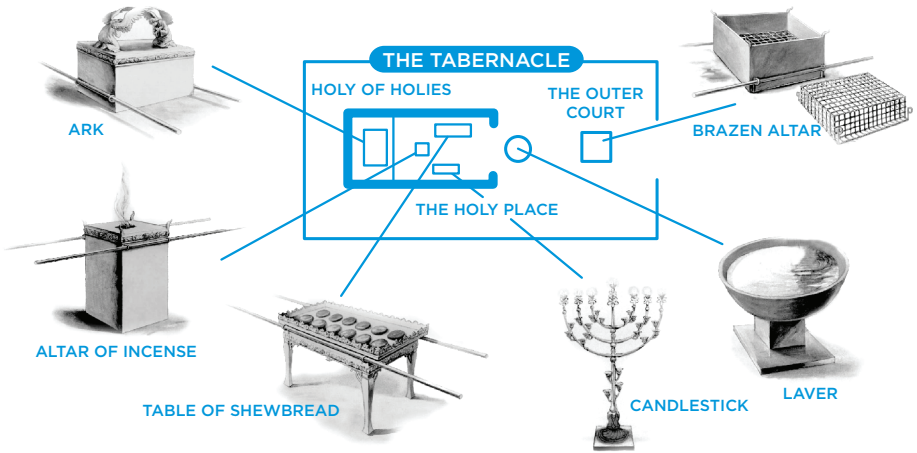 THE TABERNACLE
HOLY OF HOLIES
THE OUTER
COURT
ARK
BRAZEN ALTAR
THE HOLY PLACE
ALTAR OF INCENSE
TABLE OF SHEWBREAD
CANDLESTICK
LAVER